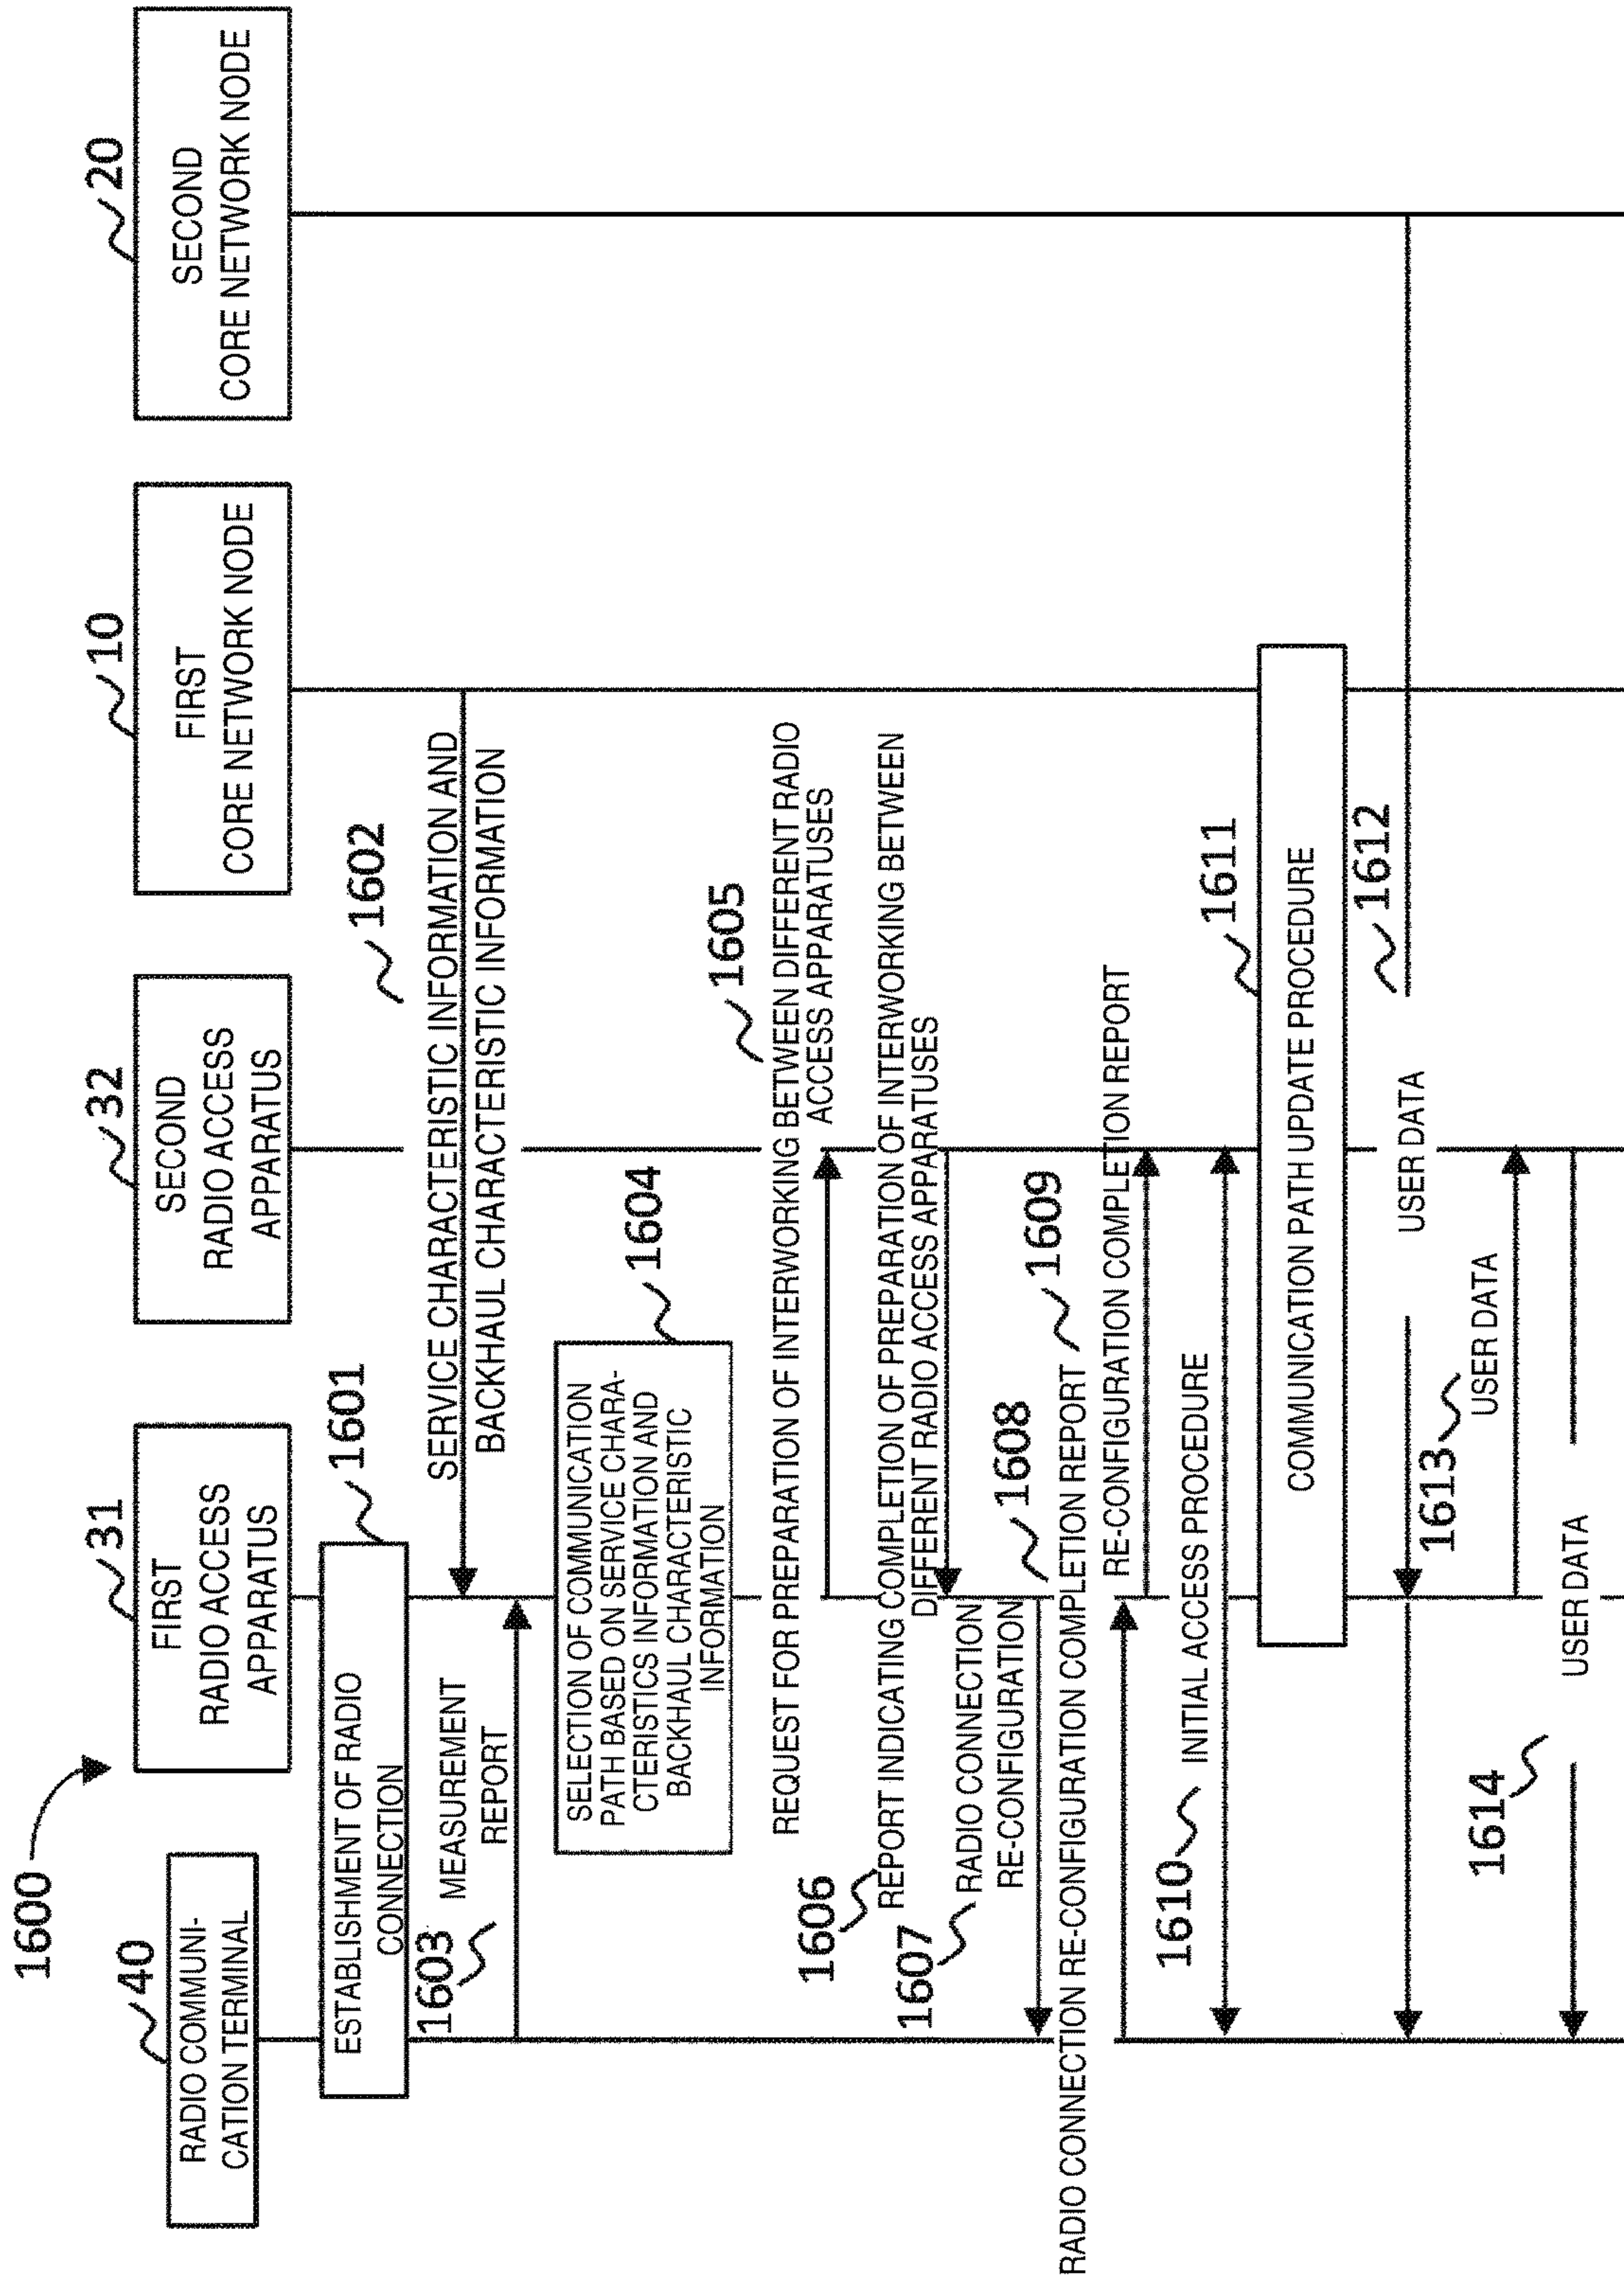 1600
40
RADIO COMMUNI-
CATION TERMINAL
31
FIRST
RADIO ACCESS
APPARATUS
32
SECOND
RADIO ACCESS
APPARATUS
10
FIRST
CORE NETWORK NODE
20
SECOND
CORE NETWORK NODE
1601
ESTABLISHMENT OF RADIO
CONNECTION
1602
SERVICE CHARACTERISTIC INFORMATION AND
BACKHAUL CHARACTERISTIC INFORMATION
1603
MEASUREMENT
REPORT
1604
SELECTION OF COMMUNICATION
PATH BASED ON SERVICE CHARA-
CTERISTICS INFORMATION AND
BACKHAUL CHARACTERISTIC
INFORMATION
1605
REQUEST FOR PREPARATION OF INTERWORKING BETWEEN DIFFERENT RADIO
ACCESS APPARATUSES
1606
REPORT INDICATING COMPLETION OF PREPARATION OF INTERWORKING BETWEEN
DIFFERENT RADIO ACCESS APPARATUSES
1607
RADIO CONNECTION
RE-CONFIGURATION
1608
RADIO CONNECTION RE-CONFIGURATION COMPLETION REPORT
1609
RE-CONFIGURATION COMPLETION REPORT
1610
INITIAL ACCESS PROCEDURE
1611
COMMUNICATION PATH UPDATE PROCEDURE
1612
USER DATA
1613
USER DATA
1614
USER DATA